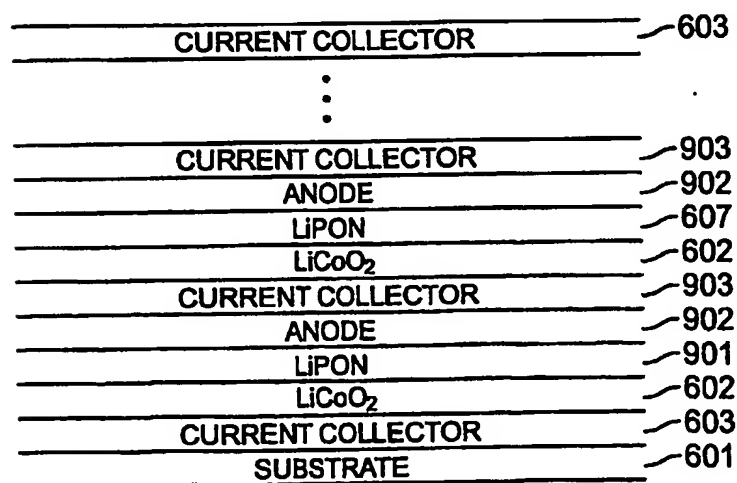 CURRENT COLLECTOR 603
CURRENT COLLECTOR 903
ANODE 902
LiPON 607
LiCoO₂ 602
CURRENT COLLECTOR 903
ANODE 902
LiPON 901
LiCoO₂ 602
CURRENT COLLECTOR 603
SUBSTRATE 601